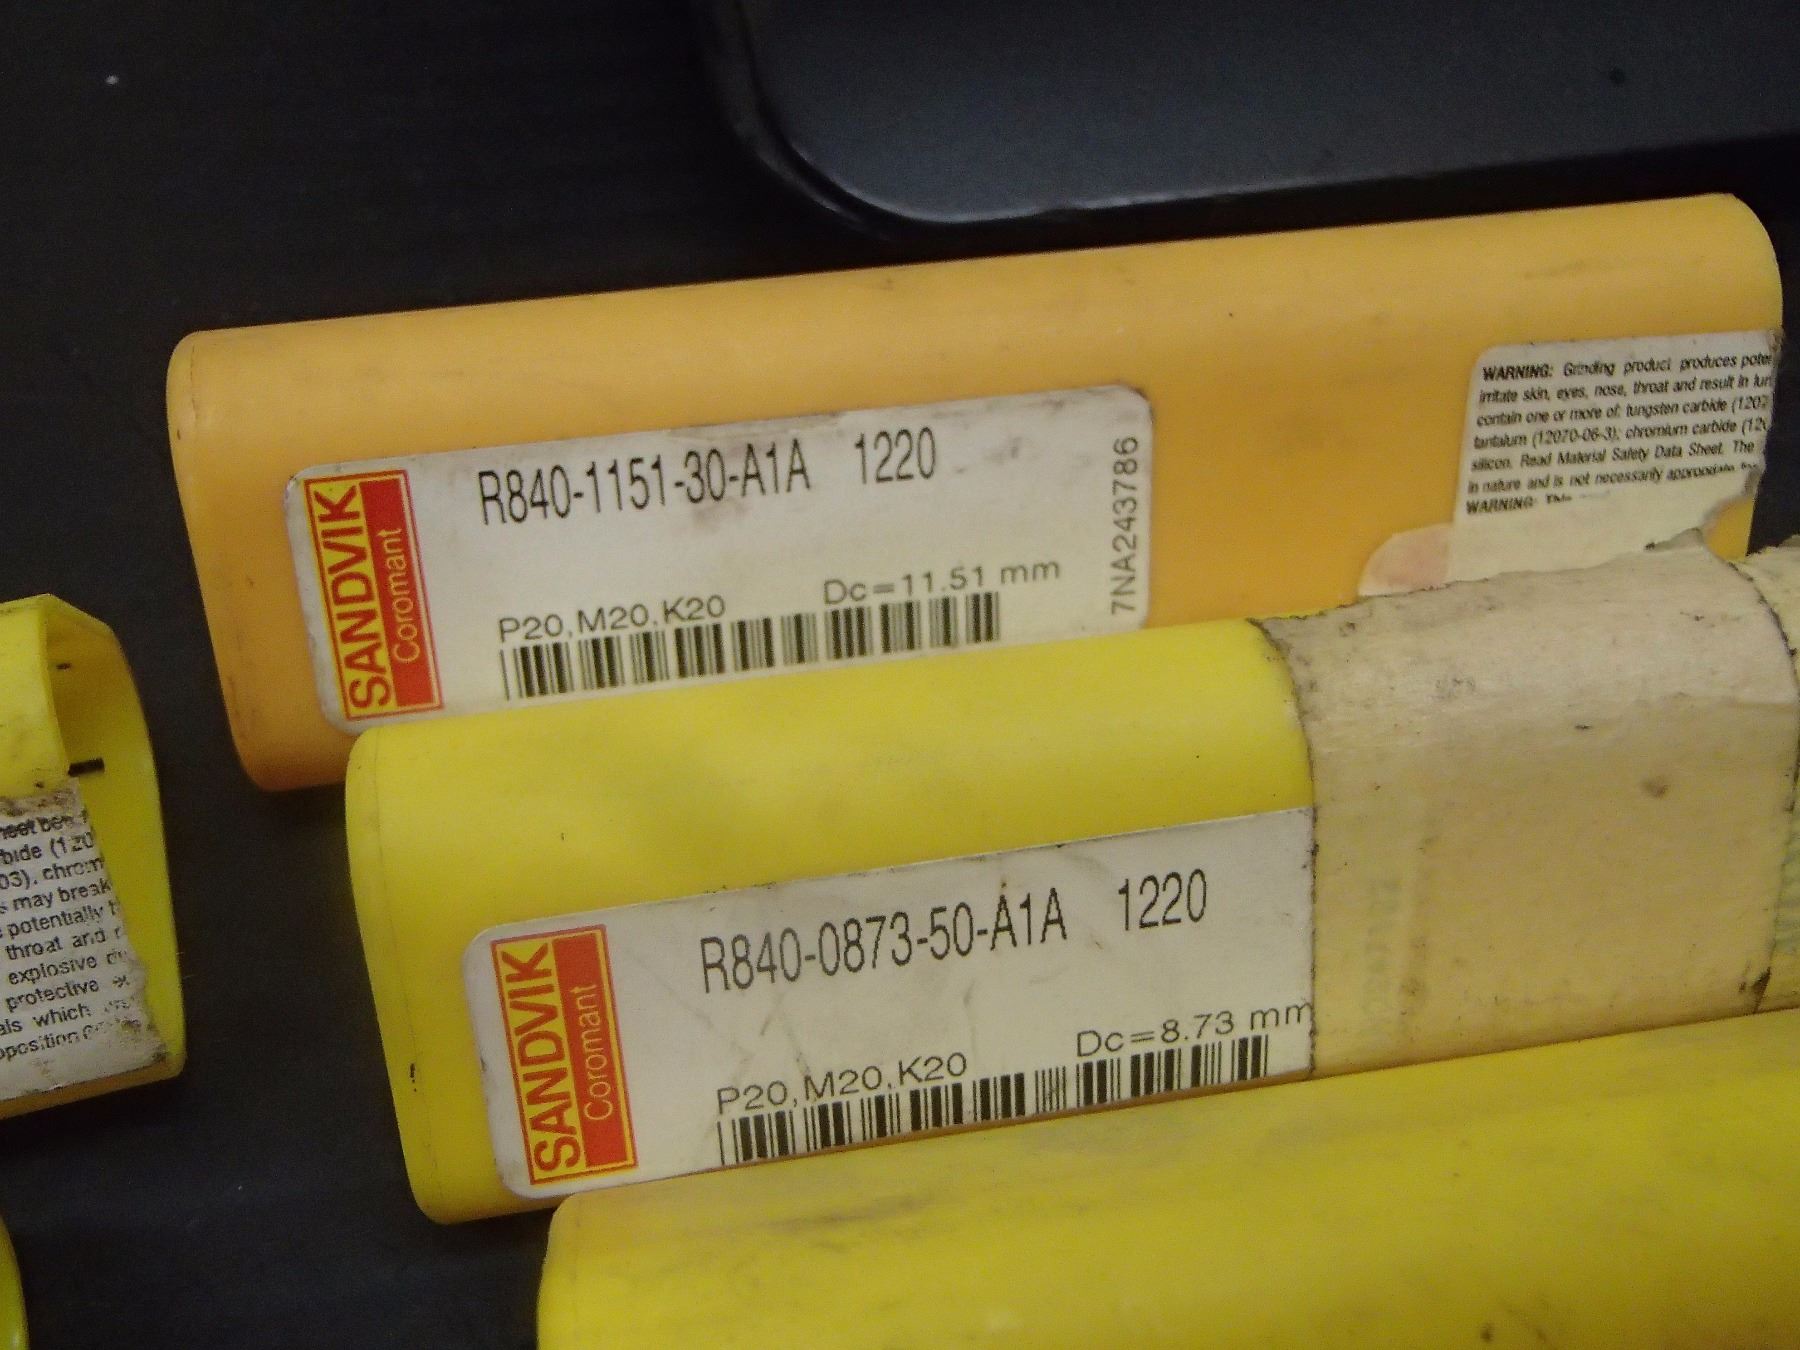 SANDVIK
Coromant
R840-1151-30-A1A 1220
P20, M20, K20 Dc=11.51 mm
7NA243786
WARNING: Grinding product produces
irritate skin, eyes, nose, throat and result in
contain one or more of: tungsten carbide
tantalum (12070-06-3); chromium carbide
silicon. Read Material Safety Data Sheet. The
in nature and is not necessarily appropriate
WARNING:
SANDVIK
Coromant
R840-0873-50-A1A 1220
P20, M20, K20 Dc=8.73 mm
may break
potentially
throat and
explosive
protective
which